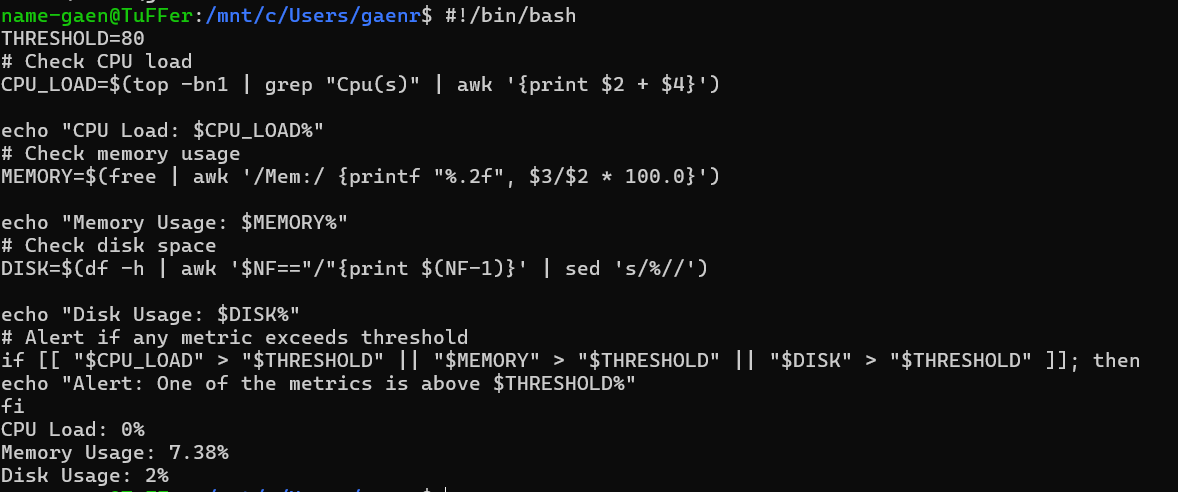 name-gaen@TuFFer:/mnt/c/Users/gaenr$ #!/bin/bash
THRESHOLD=80
# Check CPU load
CPU_LOAD=$(top -bn1 | grep "Cpu(s)" | awk '{print $2 + $4}')
echo "CPU Load: $CPU_LOAD%"
# Check memory usage
MEMORY=$(free | awk '/Mem:/ {printf "%.2f", $3/$2 * 100.0}')
echo "Memory Usage: $MEMORY%"
# Check disk space
DISK=$(df -h | awk '$NF=="/"{print $(NF-1)}' | sed 's/%//')
echo "Disk Usage: $DISK%"
# Alert if any metric exceeds threshold
if [[ "$CPU_LOAD" > "$THRESHOLD" || "$MEMORY" > "$THRESHOLD" || "$DISK" > "$THRESHOLD" ]]; then
echo "Alert: One of the metrics is above $THRESHOLD%"
fi
CPU Load: 0%
Memory Usage: 7.38%
Disk Usage: 2%